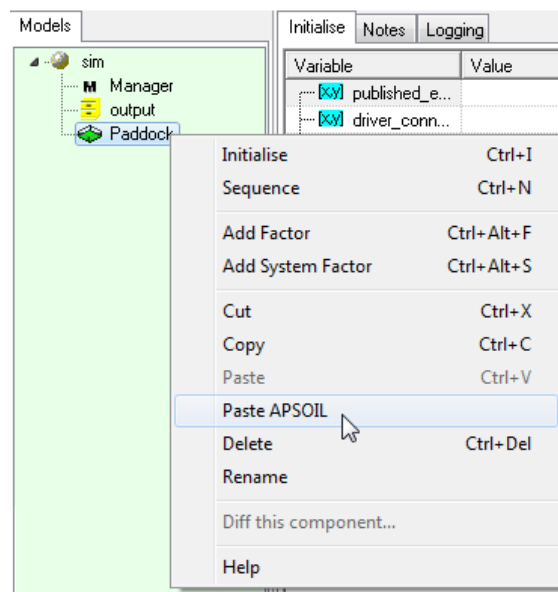 Models
Initialise Notes Logging
sim
Variable Value
M Manager
[x,y] published_e...
output
[x,y] driver_conn...
Paddock
Initialise Ctrl+I
Sequence Ctrl+N
Add Factor Ctrl+Alt+F
Add System Factor Ctrl+Alt+S
Cut Ctrl+X
Copy Ctrl+C
Paste Ctrl+V
Paste APSOIL
Delete Ctrl+Del
Rename
Diff this component...
Help